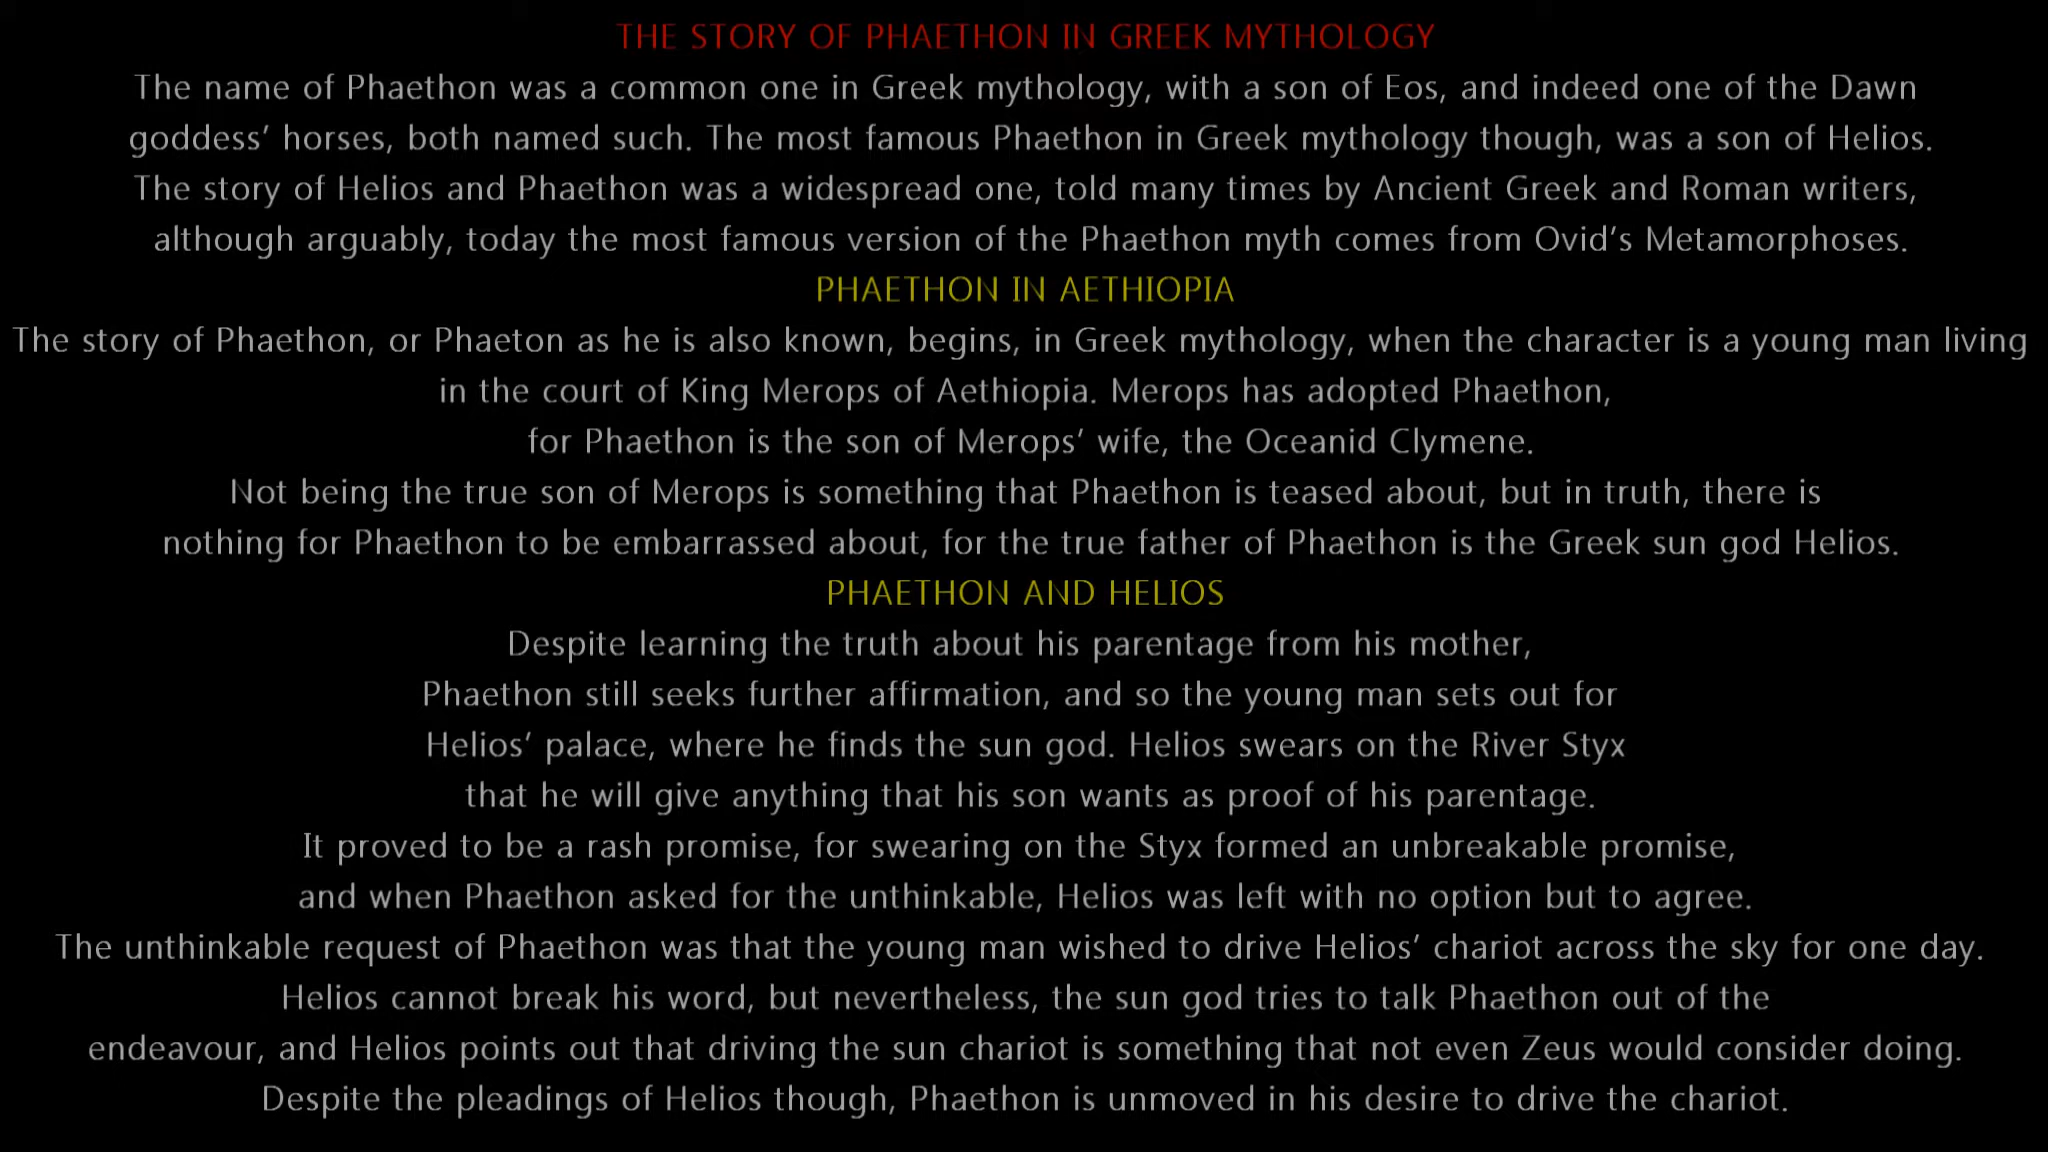 THE STORY OF PHAETHON IN GREEK MYTHOLOGY
The name of Phaethon was a common one in Greek mythology, with a son of Eos, and indeed one of the Dawn
goddess’ horses, both named such. The most famous Phaethon in Greek mythology though, was a son of Helios.
The story of Helios and Phaethon was a widespread one, told many times by Ancient Greek and Roman writers,
although arguably, today the most famous version of the Phaethon myth comes from Ovid’s Metamorphoses.
PHAETHON IN AETHIOPIA
The story of Phaethon, or Phaeton as he is also known, begins, in Greek mythology, when the character is a young man living
in the court of King Merops of Aethiopia. Merops has adopted Phaethon,
for Phaethon is the son of Merops’ wife, the Oceanid Clymene.
Not being the true son of Merops is something that Phaethon is teased about, but in truth, there is
nothing for Phaethon to be embarrassed about, for the true father of Phaethon is the Greek sun god Helios.
PHAETHON AND HELIOS
Despite learning the truth about his parentage from his mother,
Phaethon still seeks further affirmation, and so the young man sets out for
Helios’ palace, where he finds the sun god. Helios swears on the River Styx
that he will give anything that his son wants as proof of his parentage.
It proved to be a rash promise, for swearing on the Styx formed an unbreakable promise,
and when Phaethon asked for the unthinkable, Helios was left with no option but to agree.
The unthinkable request of Phaethon was that the young man wished to drive Helios’ chariot across the sky for one day.
Helios cannot break his word, but nevertheless, the sun god tries to talk Phaethon out of the
endeavour, and Helios points out that driving the sun chariot is something that not even Zeus would consider doing.
Despite the pleadings of Helios though, Phaethon is unmoved in his desire to drive the chariot.